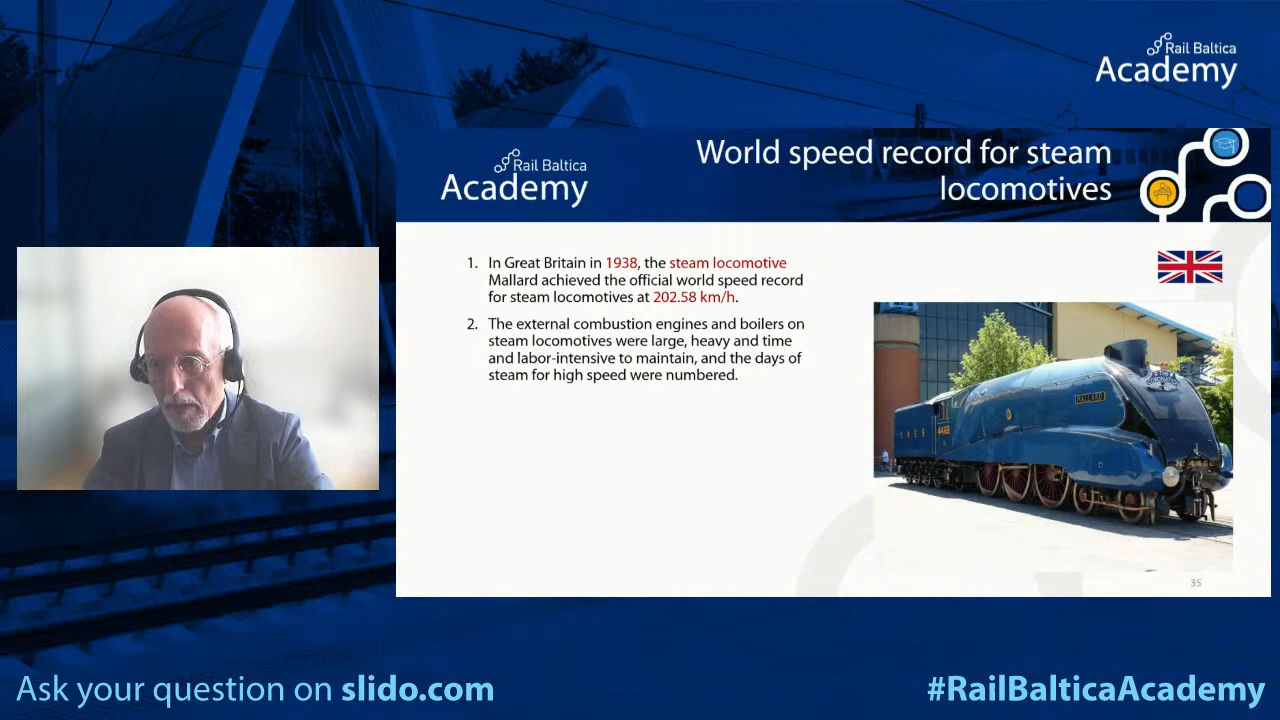 Rail Baltica
Academy
Rail Baltica
Academy
World speed record for steam
locomotives
1. In Great Britain in 1938, the steam locomotive
Mallard achieved the official world speed record
for steam locomotives at 202.58 km/h.
2. The external combustion engines and boilers on
steam locomotives were large, heavy and time
and labor-intensive to maintain, and the days of
steam for high speed were numbered.
MALLARD
4468
35
Ask your question on slido.com
#RailBalticaAcademy